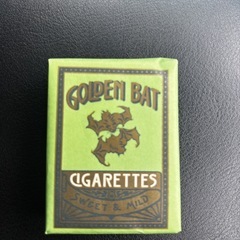 GOLDEN BAT
CIGARETTES
SWEET & MILD